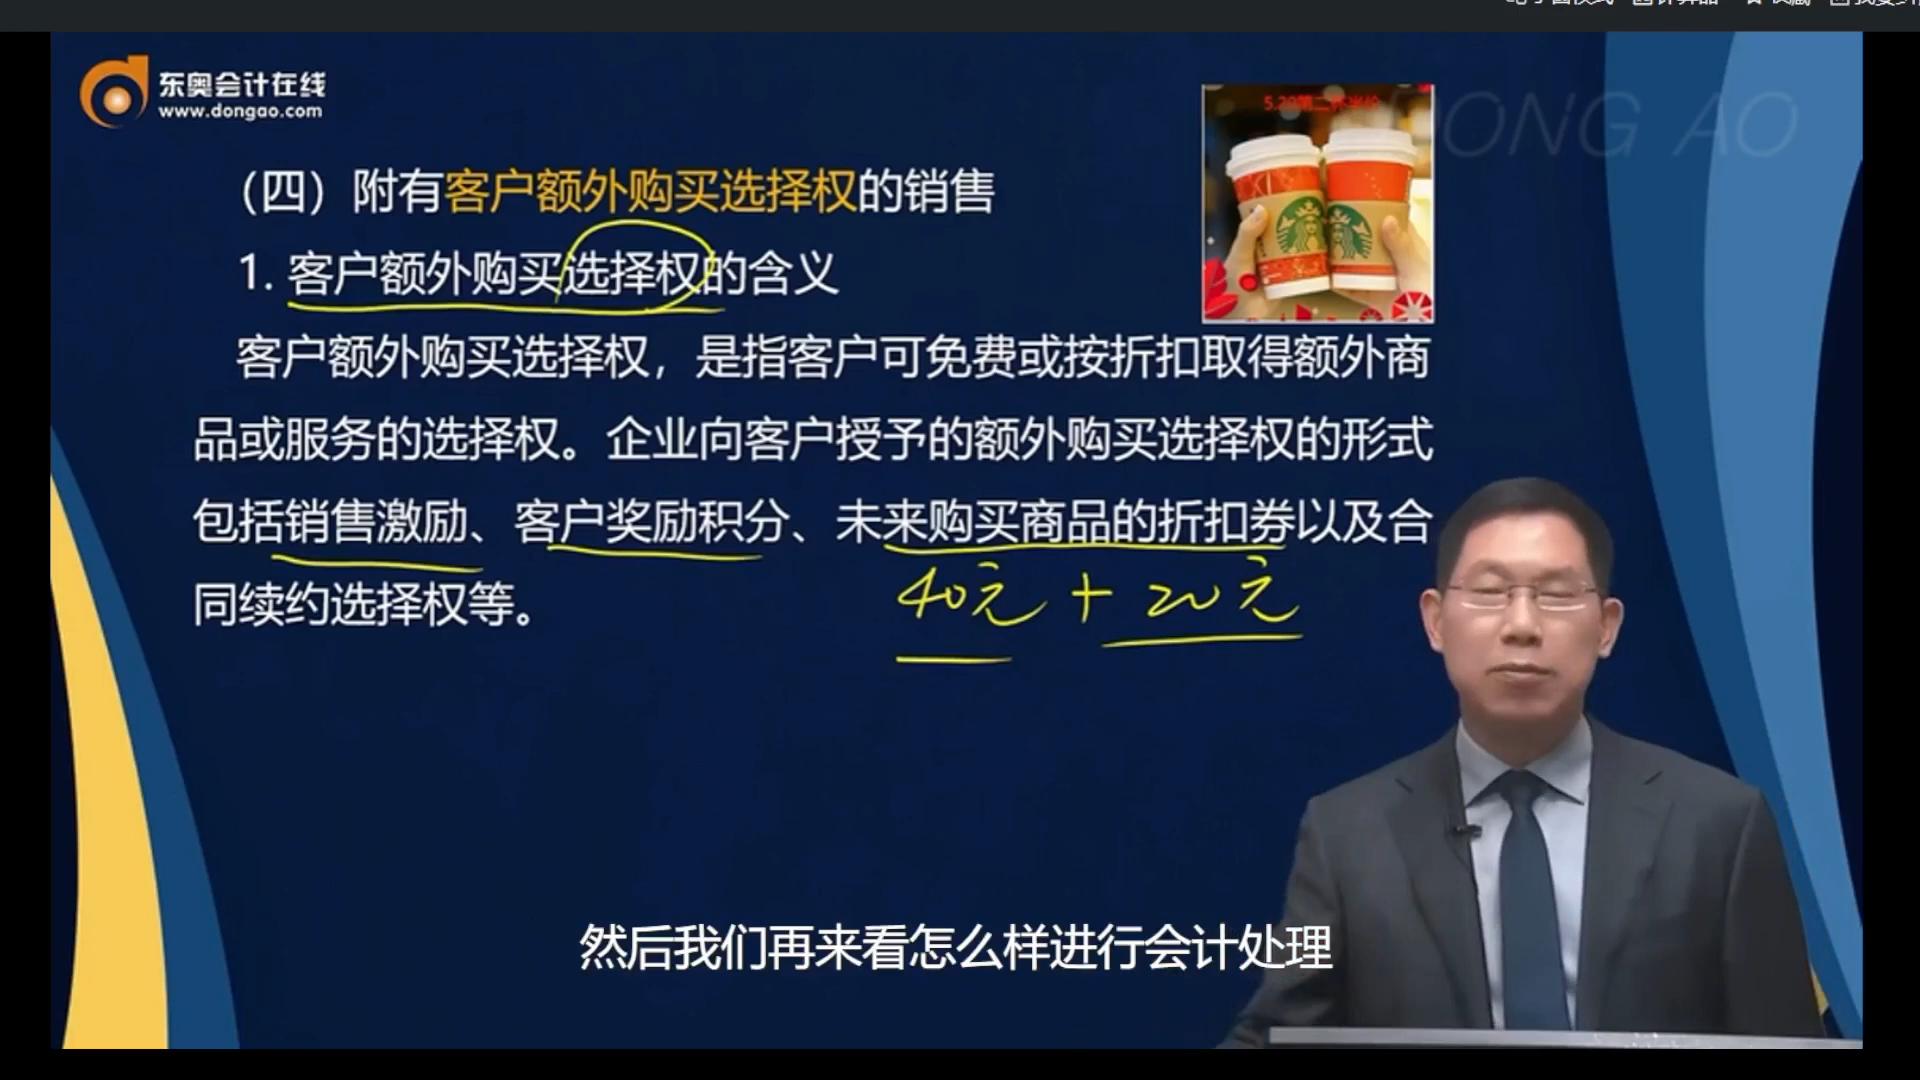 东奥会计在线
www.dongao.com
DONG AO
（四）附有客户额外购买选择权的销售
1. 客户额外购买选择权的含义
客户额外购买选择权，是指客户可免费或按折扣取得额外商
品或服务的选择权。企业向客户授予的额外购买选择权的形式
包括销售激励、客户奖励积分、未来购买商品的折扣券以及合
同续约选择权等。
40元 + 20元
然后我们再来看怎么样进行会计处理